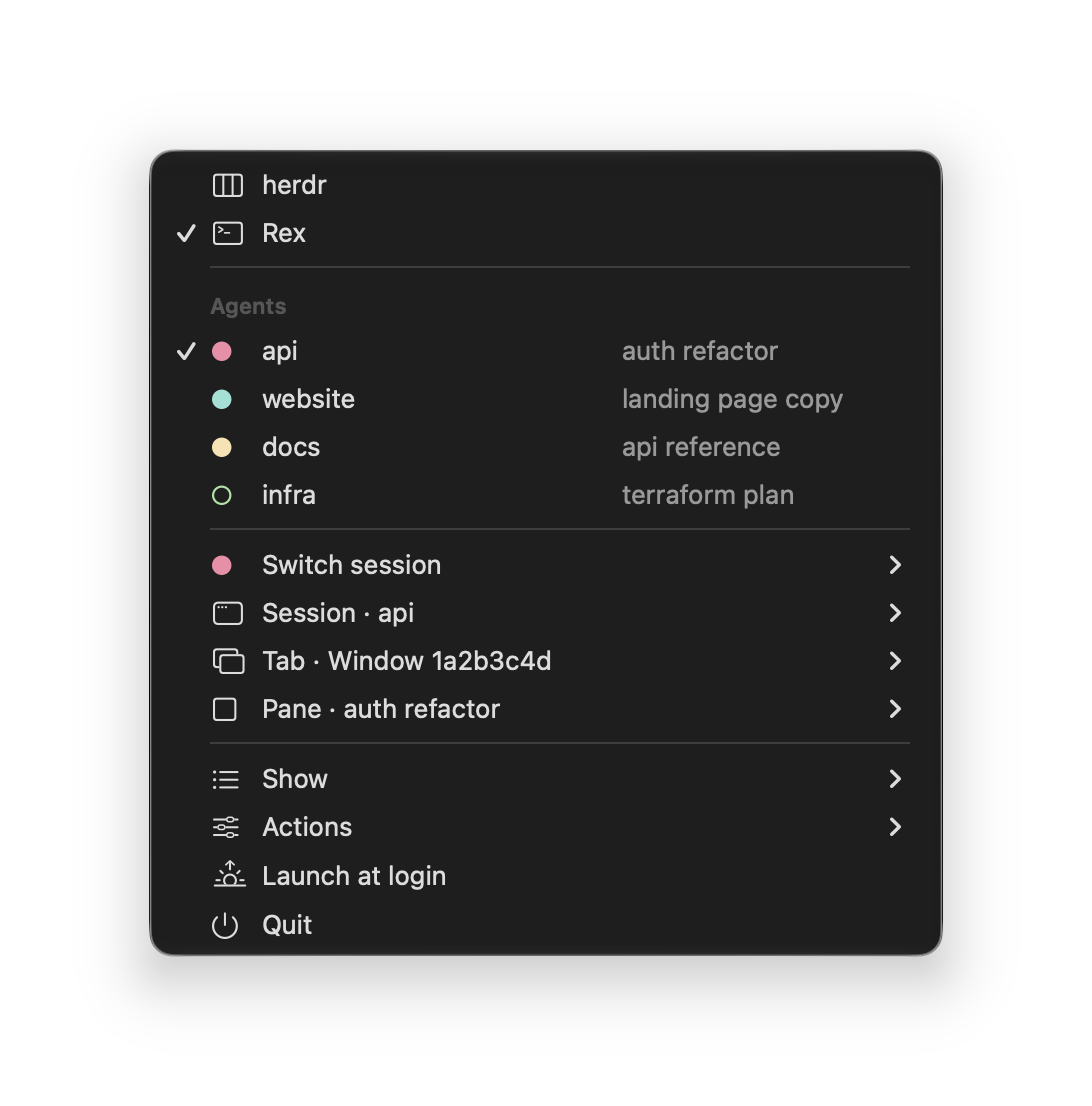 herdr
Rex
Agents
api auth refactor
website landing page copy
docs api reference
infra terraform plan
Switch session
Session · api
Tab · Window 1a2b3c4d
Pane · auth refactor
Show
Actions
Launch at login
Quit